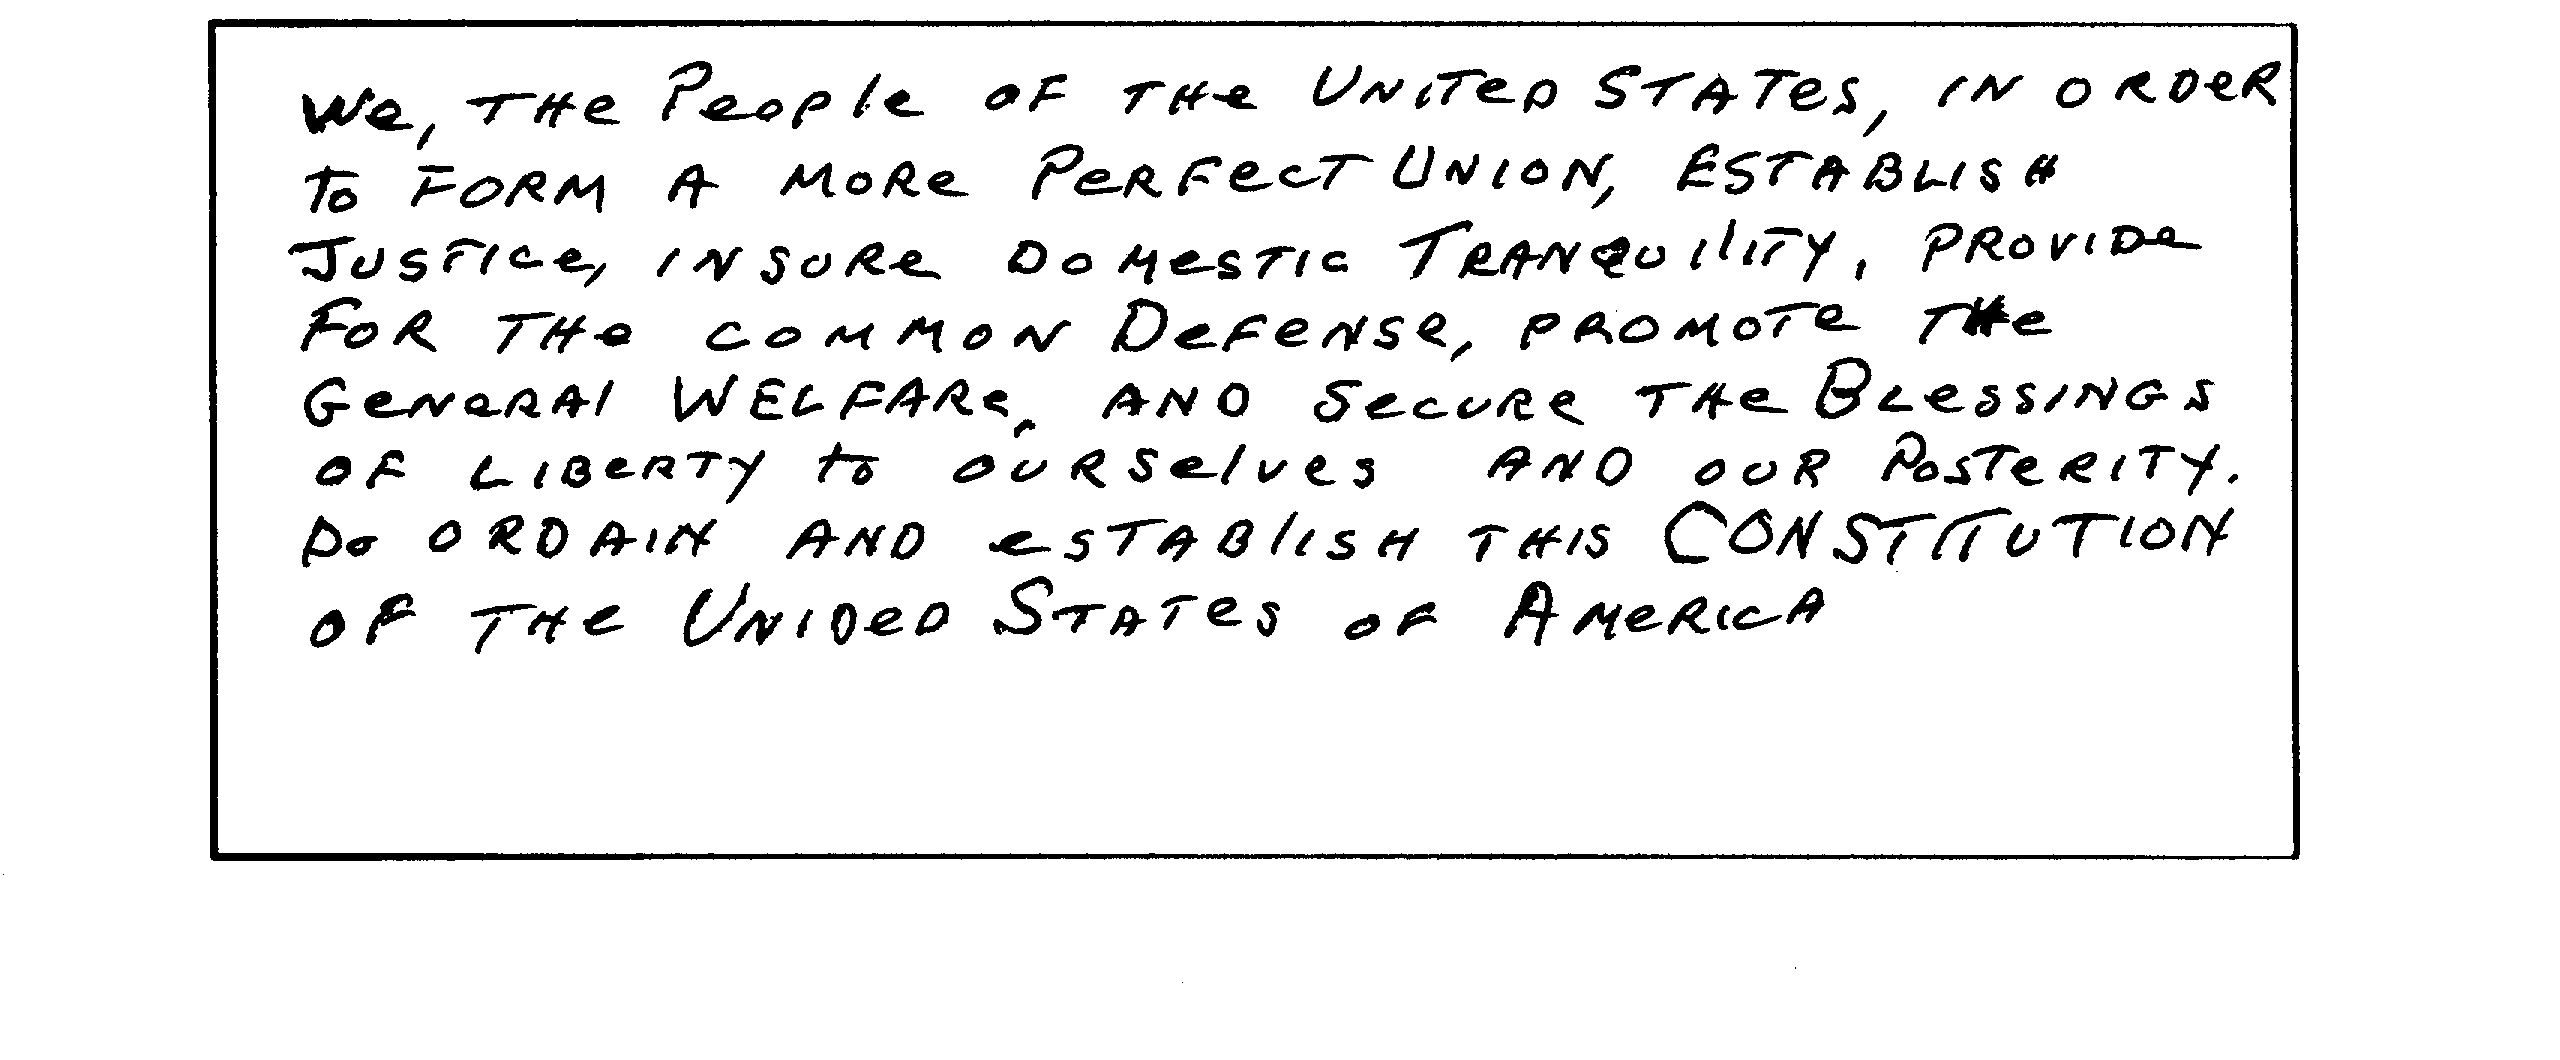 We, THe People oF THe UNITeD STATes, IN ORDeR
To FORM A MoRe PeRFecT UNION, ESTABLISH
JUSTIce, INSURe DoMesTIc TRANQUIlITY, PROVIDe
FoR THe coMMoN DeFeNSe, PROMoTe THe
GeNeRAl WELFARe, AND SecURe THe BLessINGS
oF LIBeRTY to oURSelves AND oUR PosTeRITY.
Do ORDAIN AND esTABlISH THIS CONSTITUTION
oF THe UNIDeD STATes oF AMeRIcA